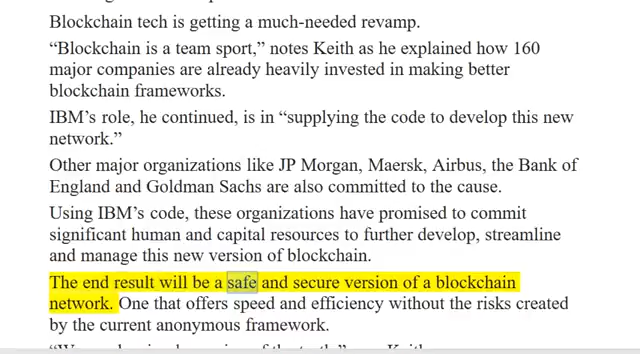 Blockchain tech is getting a much-needed revamp.
“Blockchain is a team sport,” notes Keith as he explained how 160
major companies are already heavily invested in making better
blockchain frameworks.
IBM’s role, he continued, is in “supplying the code to develop this new
network.”
Other major organizations like JP Morgan, Maersk, Airbus, the Bank of
England and Goldman Sachs are also committed to the cause.
Using IBM’s code, these organizations have promised to commit
significant human and capital resources to further develop, streamline
and manage this new version of blockchain.
The end result will be a safe and secure version of a blockchain
network. One that offers speed and efficiency without the risks created
by the current anonymous framework.